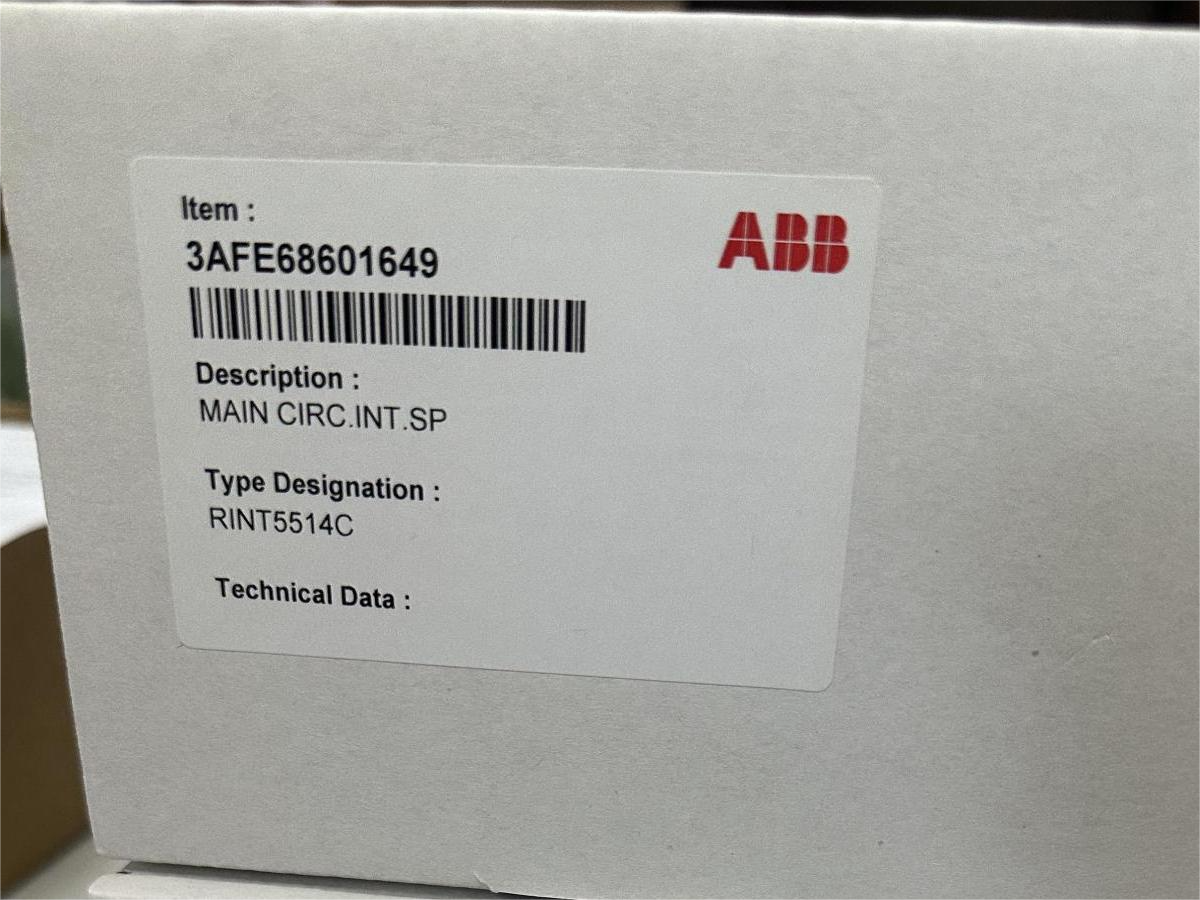 Item :
ABB
3AFE68601649
Description :
MAIN CIRC.INT.SP
Type Designation :
RINT5514C
Technical Data :